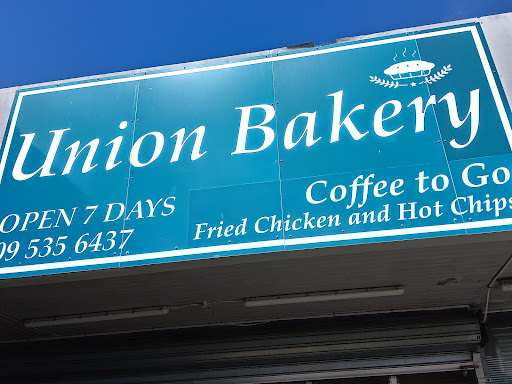 Union Bakery
OPEN 7 DAYS
09 535 6437
Coffee to Go
Fried Chicken and Hot Chips